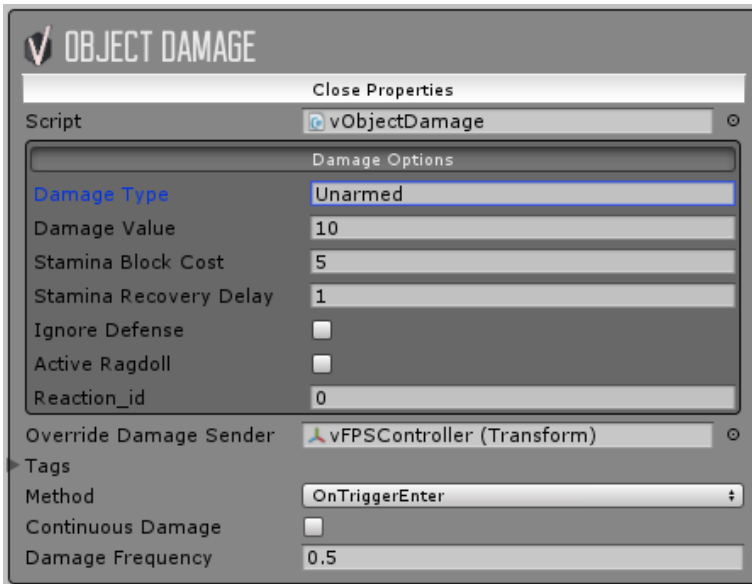 OBJECT DAMAGE
Close Properties
Script vObjectDamage
Damage Options
Damage Type Unarmed
Damage Value 10
Stamina Block Cost 5
Stamina Recovery Delay 1
Ignore Defense
Active Ragdoll
Reaction_id 0
Override Damage Sender vFPSController (Transform)
Tags
Method OnTriggerEnter
Continuous Damage
Damage Frequency 0.5